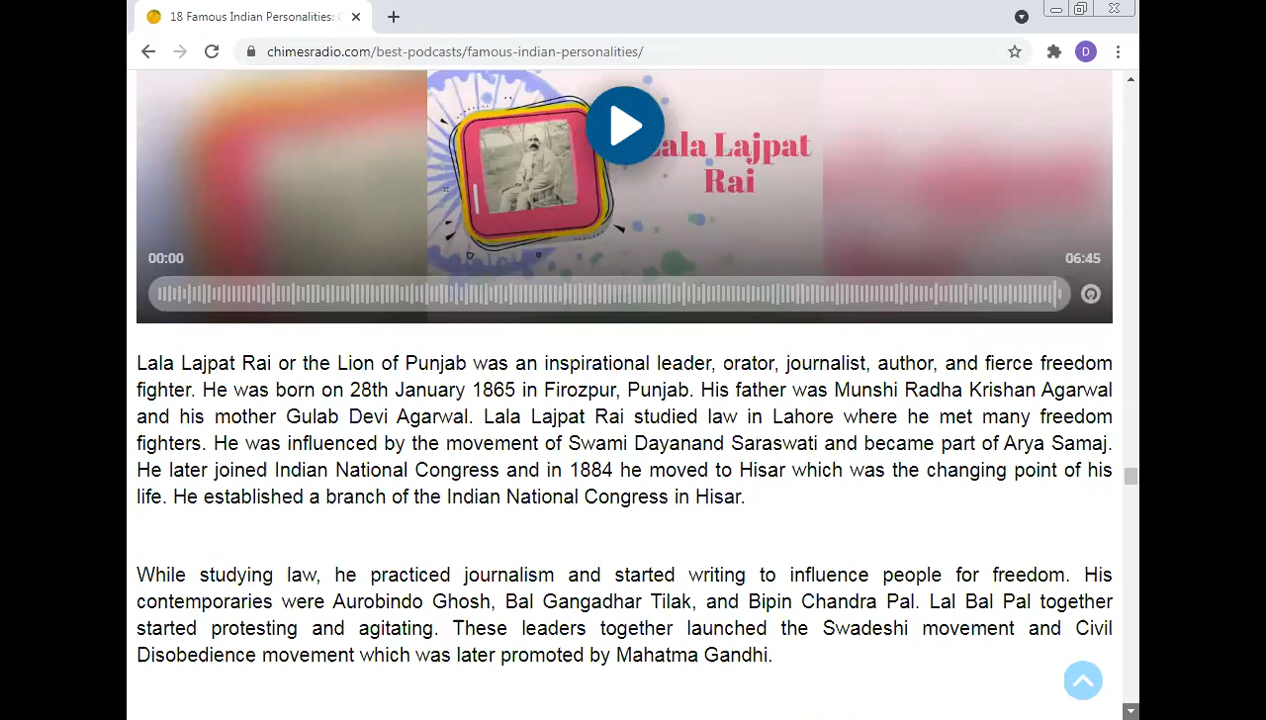 18 Famous Indian Personalities:
chimesradio.com/best-podcasts/famous-indian-personalities/
D
Lala Lajpat
Rai
00:00
06:45
Lala Lajpat Rai or the Lion of Punjab was an inspirational leader, orator, journalist, author, and fierce freedom
fighter. He was born on 28th January 1865 in Firozpur, Punjab. His father was Munshi Radha Krishan Agarwal
and his mother Gulab Devi Agarwal. Lala Lajpat Rai studied law in Lahore where he met many freedom
fighters. He was influenced by the movement of Swami Dayanand Saraswati and became part of Arya Samaj.
He later joined Indian National Congress and in 1884 he moved to Hisar which was the changing point of his
life. He established a branch of the Indian National Congress in Hisar.
While studying law, he practiced journalism and started writing to influence people for freedom. His
contemporaries were Aurobindo Ghosh, Bal Gangadhar Tilak, and Bipin Chandra Pal. Lal Bal Pal together
started protesting and agitating. These leaders together launched the Swadeshi movement and Civil
Disobedience movement which was later promoted by Mahatma Gandhi.